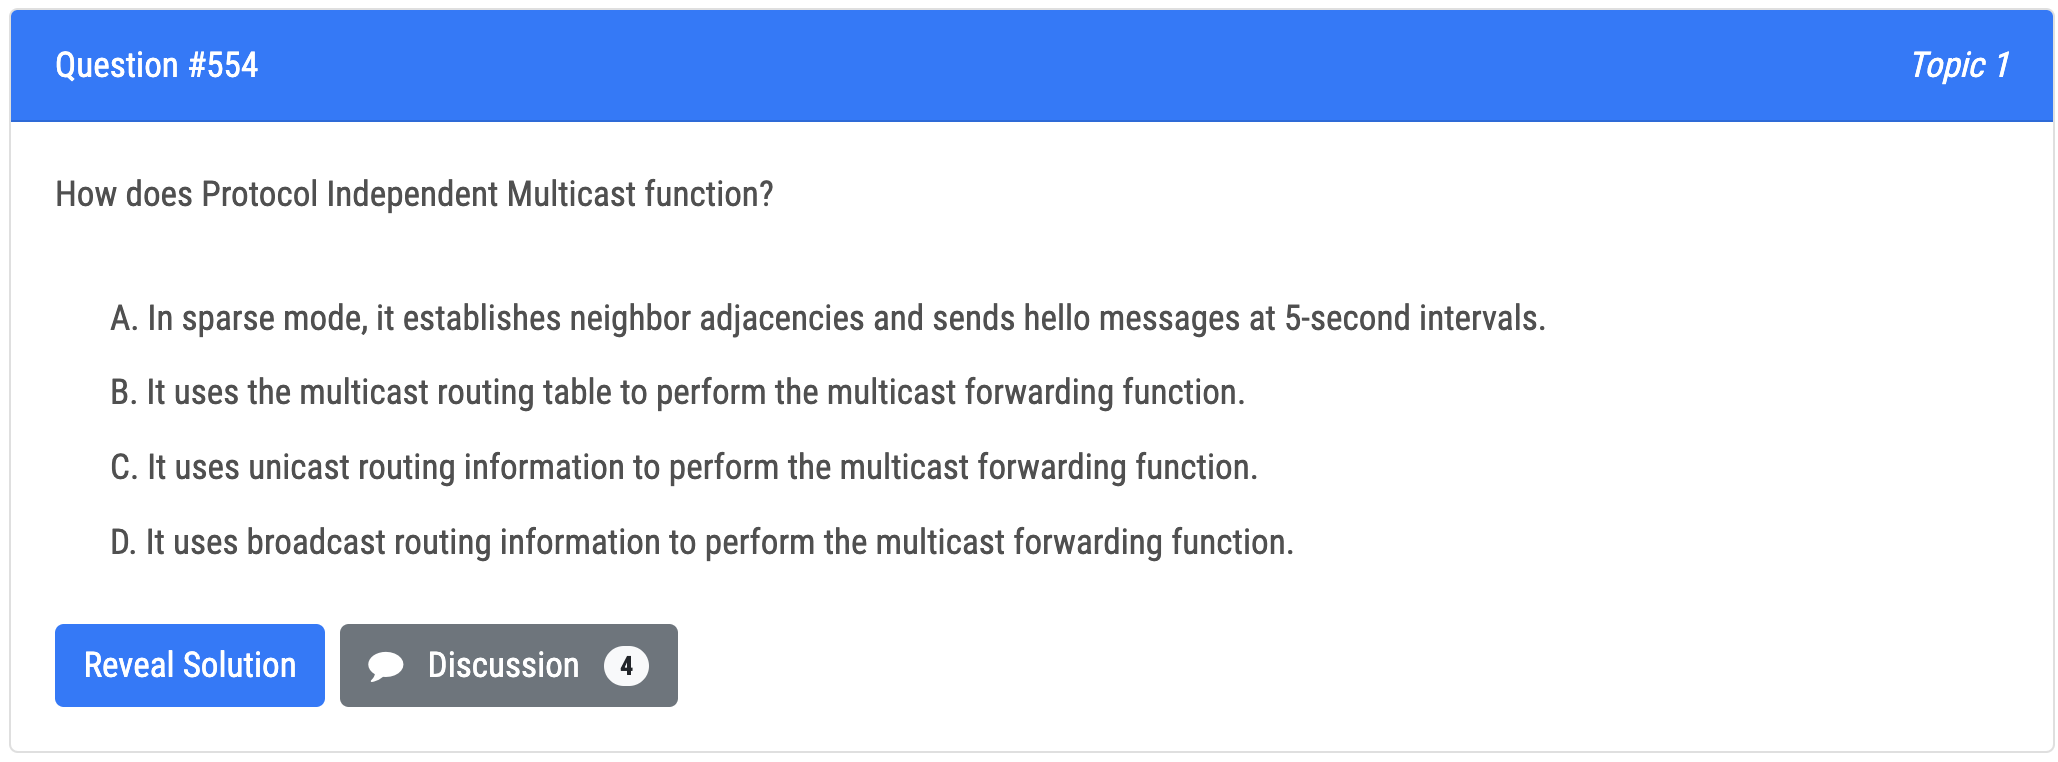 Question #554
Topic 1
How does Protocol Independent Multicast function?
A. In sparse mode, it establishes neighbor adjacencies and sends hello messages at 5-second intervals.
B. It uses the multicast routing table to perform the multicast forwarding function.
C. It uses unicast routing information to perform the multicast forwarding function.
D. It uses broadcast routing information to perform the multicast forwarding function.
Reveal Solution
Discussion 4